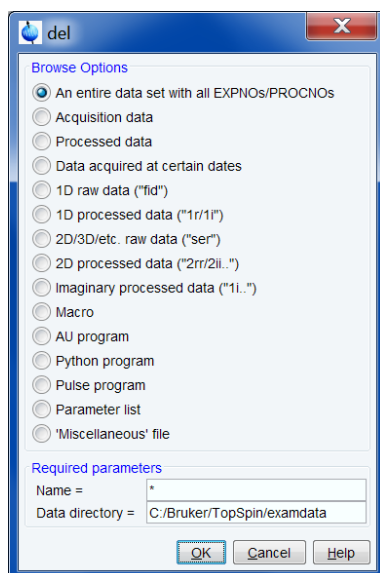 del
Browse Options
An entire data set with all EXPNOs/PROCNOs
Acquisition data
Processed data
Data acquired at certain dates
1D raw data ("fid")
1D processed data ("1r/1i")
2D/3D/etc. raw data ("ser")
2D processed data ("2rr/2ii..")
Imaginary processed data ("1i..")
Macro
AU program
Python program
Pulse program
Parameter list
'Miscellaneous' file
Required parameters
Name = *
Data directory = C:/Bruker/TopSpin/examdata
OK Cancel Help